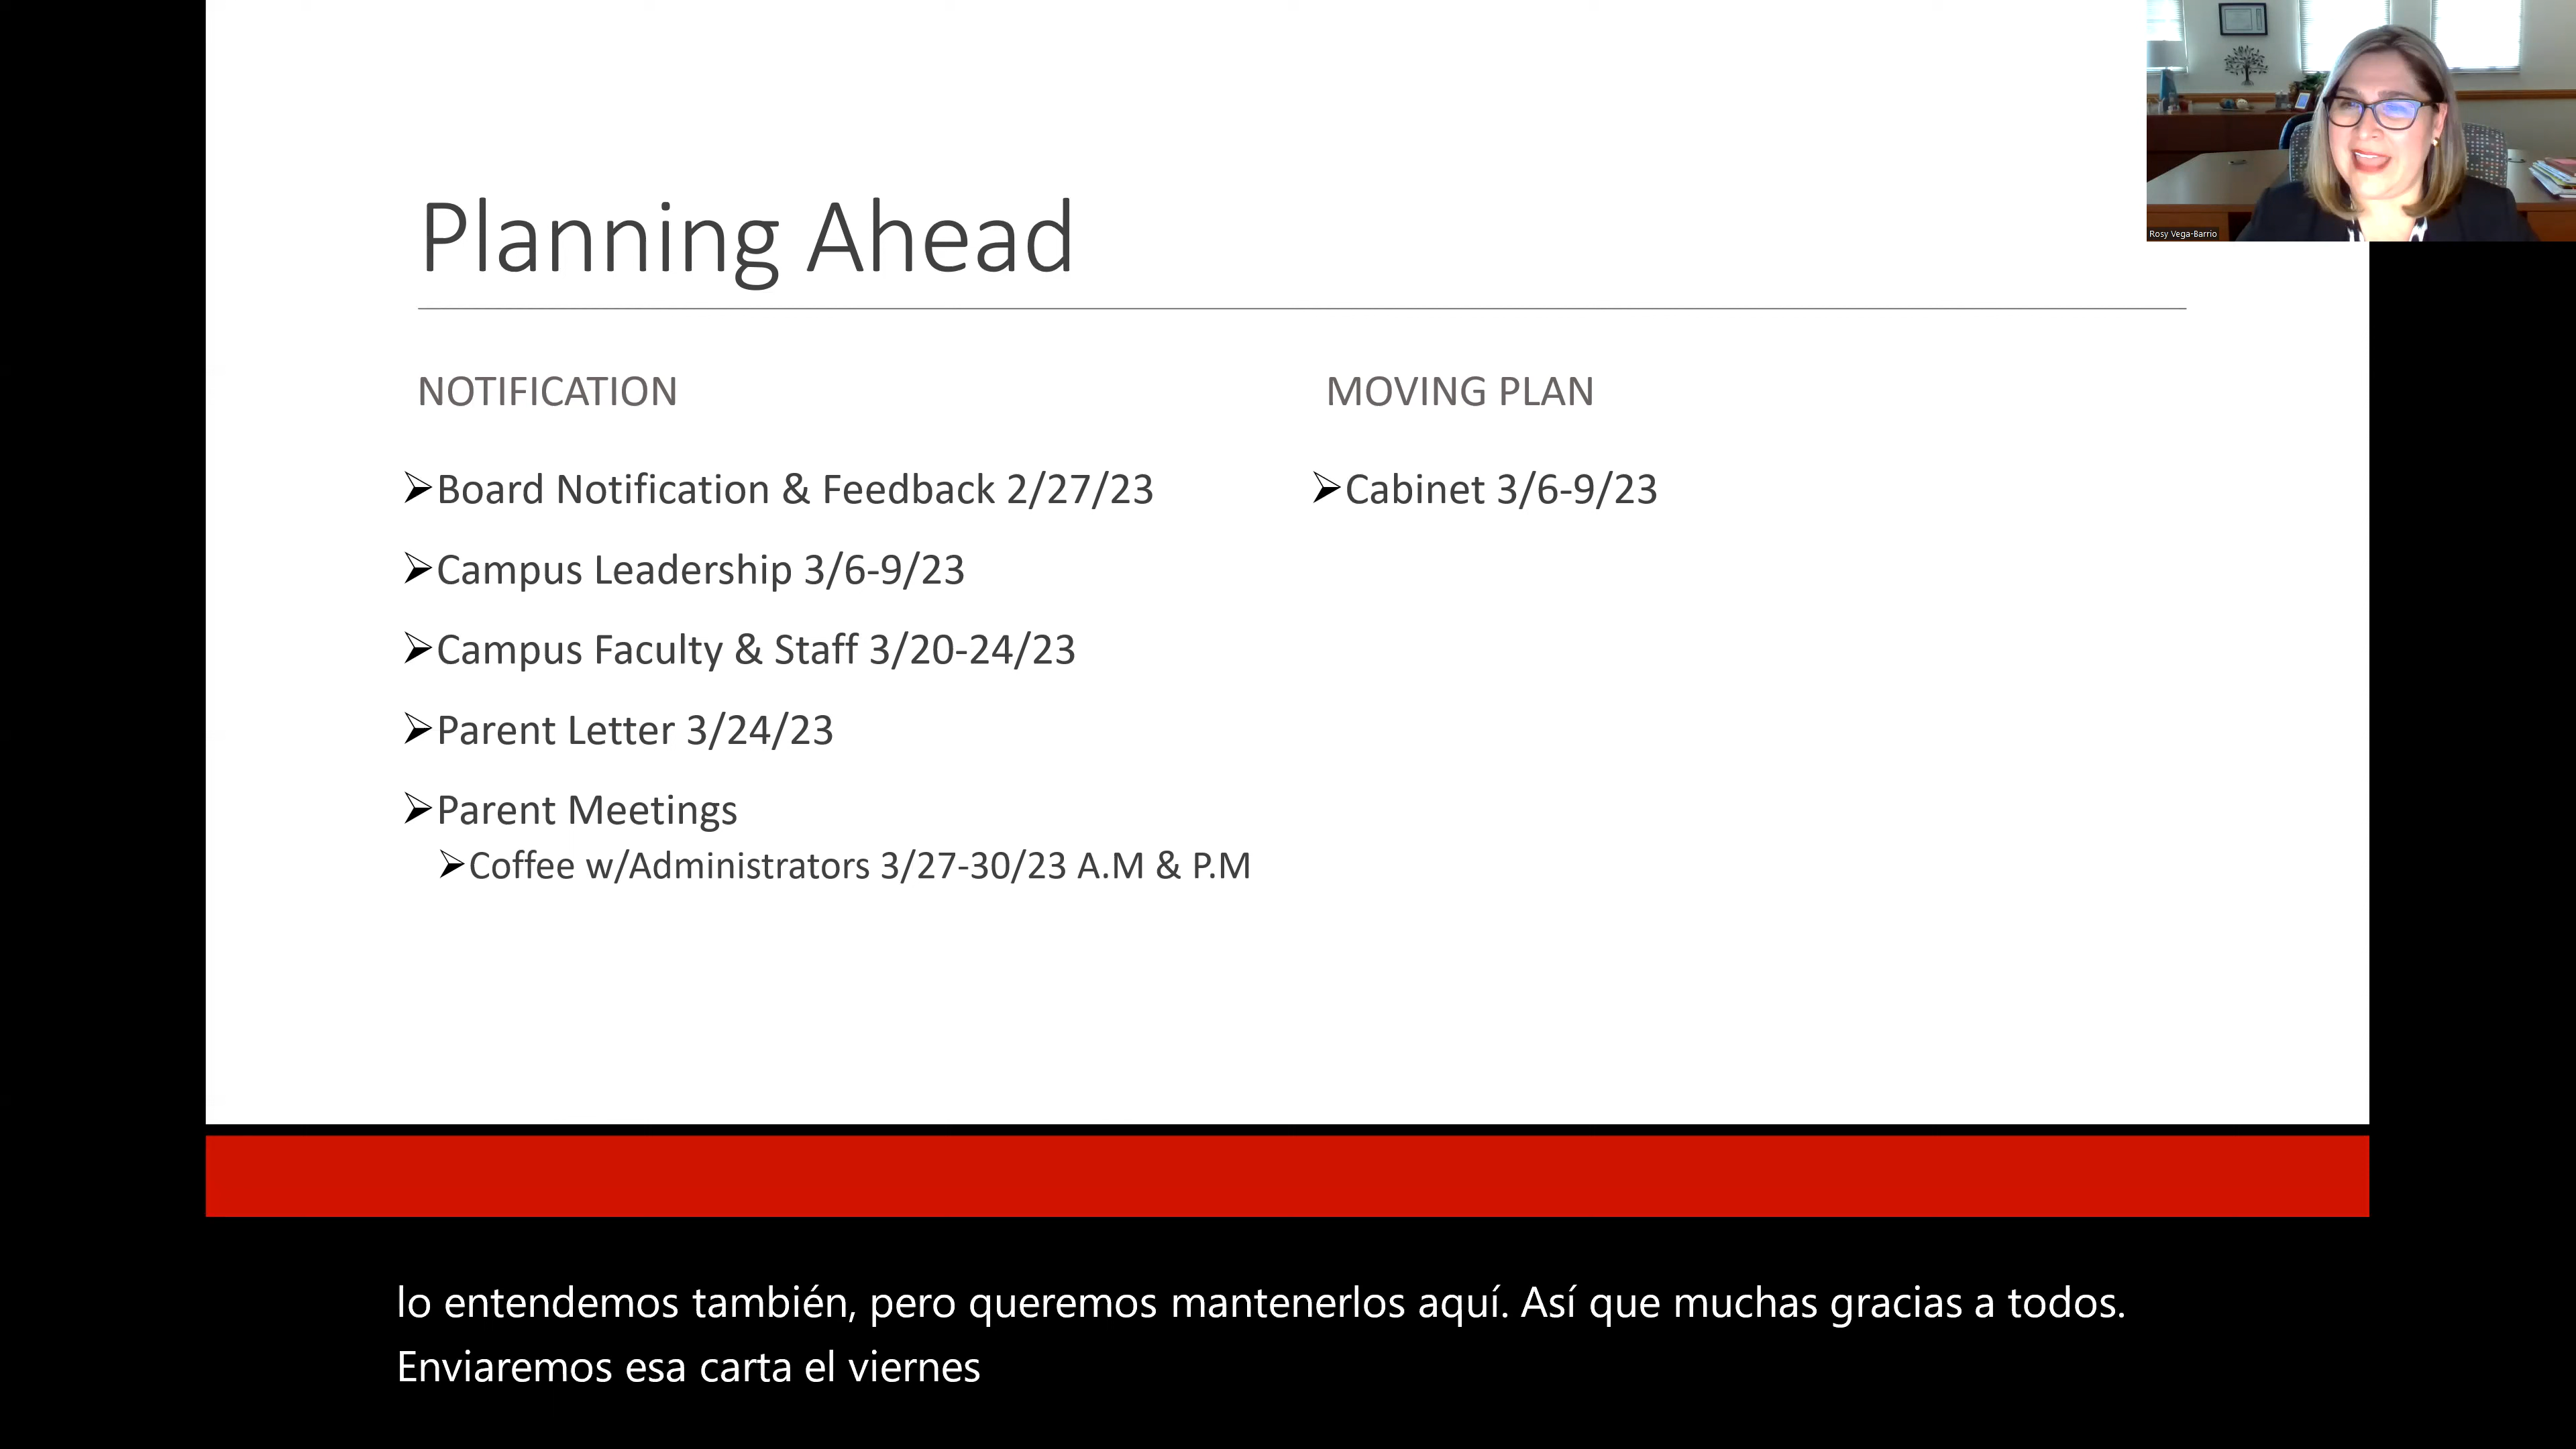 Planning Ahead
Rosy Vega-Barrio
NOTIFICATION
➢Board Notification & Feedback 2/27/23
➢Campus Leadership 3/6-9/23
➢Campus Faculty & Staff 3/20-24/23
➢Parent Letter 3/24/23
➢Parent Meetings
➢Coffee w/Administrators 3/27-30/23 A.M & P.M
MOVING PLAN
➢Cabinet 3/6-9/23
lo entendemos también, pero queremos mantenerlos aquí. Así que muchas gracias a todos.
Enviaremos esa carta el viernes